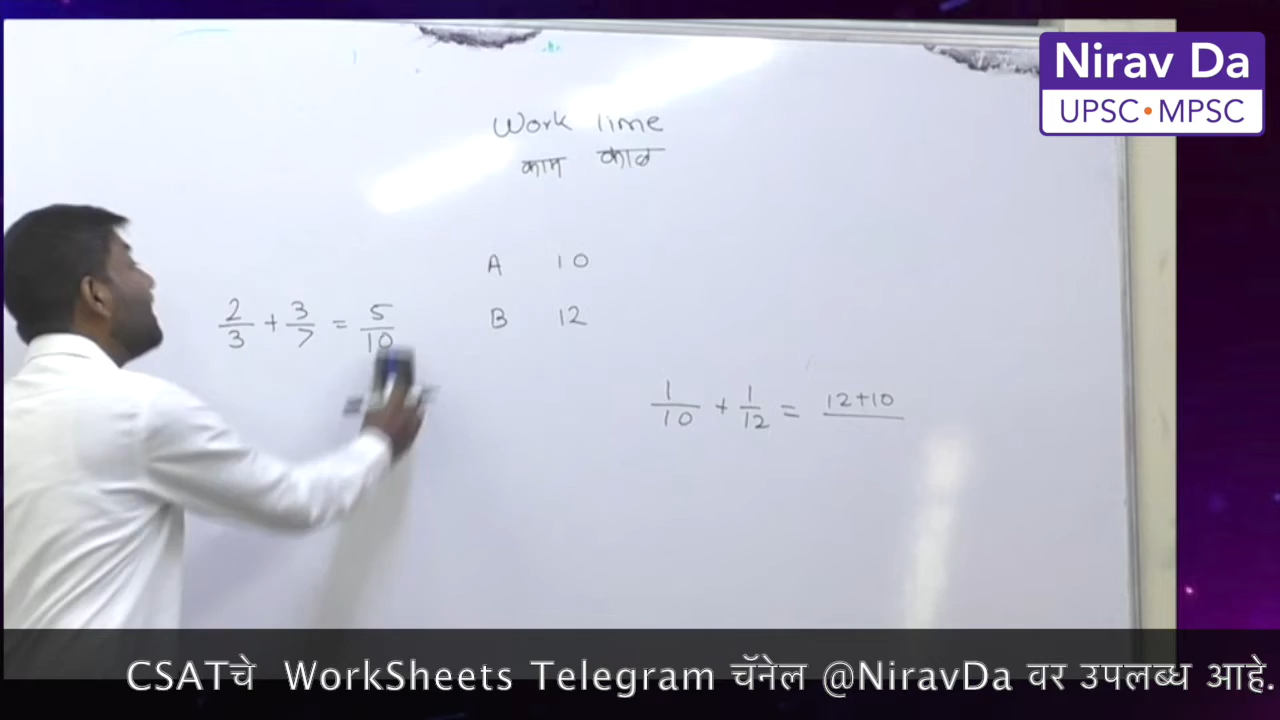 Nirav Da
UPSC • MPSC
Work Time
काम काळ
A 10
B 12
2/3 + 3/7 = 5/10
1/10 + 1/12 = 12+10
CSATचे WorkSheets Telegram चॅनेल @NiravDa वर उपलब्ध आहे.